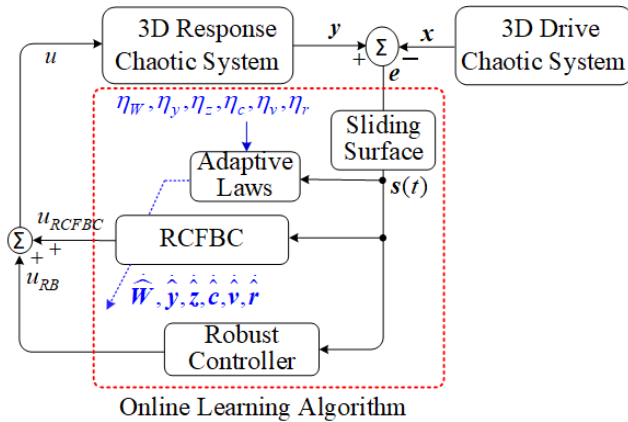 3D Response
Chaotic System
y
+
Σ
−
x
3D Drive
Chaotic System
u
e
η_W, η_y, η_z, η_c, η_v, η_r
Sliding
Surface
Adaptive
Laws
s(t)
u_RCFBC
RCFBC
Σ
+
+
u_RB
Ẇ̂, ẏ̂, ż̂, ċ̂, v̇̂, ṙ̂
Robust
Controller
Online Learning Algorithm